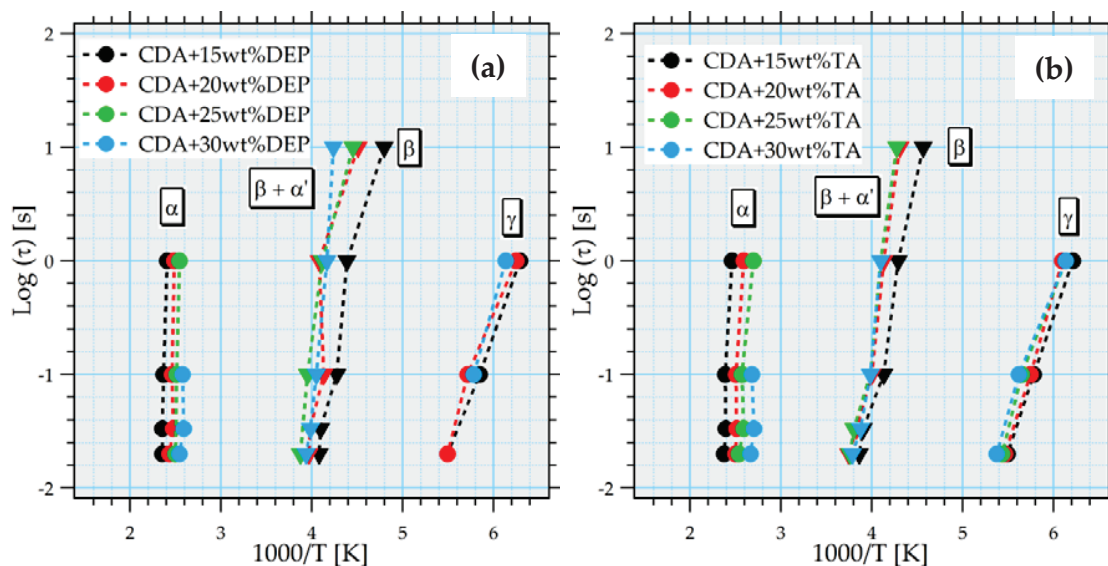 (a)
CDA+15wt%DEP
CDA+20wt%DEP
CDA+25wt%DEP
CDA+30wt%DEP
α
β + α'
β
γ
Log (τ) [s]
2
1
0
-1
-2
2
3
4
5
6
1000/T [K]
(b)
CDA+15wt%TA
CDA+20wt%TA
CDA+25wt%TA
CDA+30wt%TA
α
β + α'
β
γ
Log (τ) [s]
2
1
0
-1
-2
2
3
4
5
6
1000/T [K]